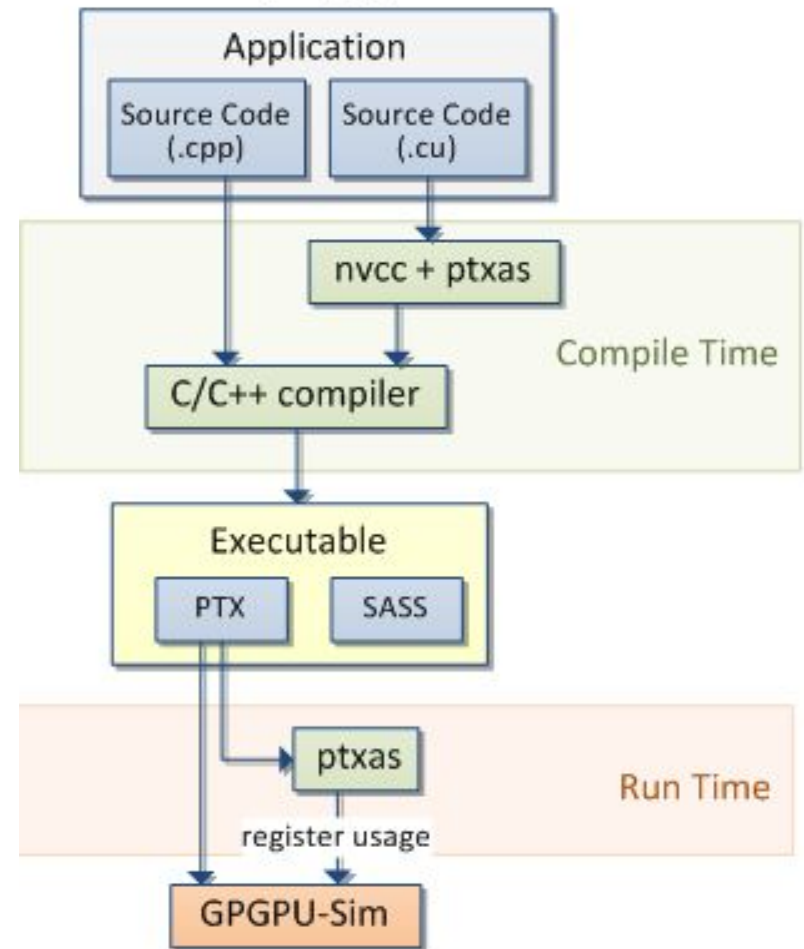 Application
Source Code
(.cpp)
Source Code
(.cu)
nvcc + ptxas
Compile Time
C/C++ compiler
Executable
PTX
SASS
ptxas
Run Time
register usage
GPGPU-Sim